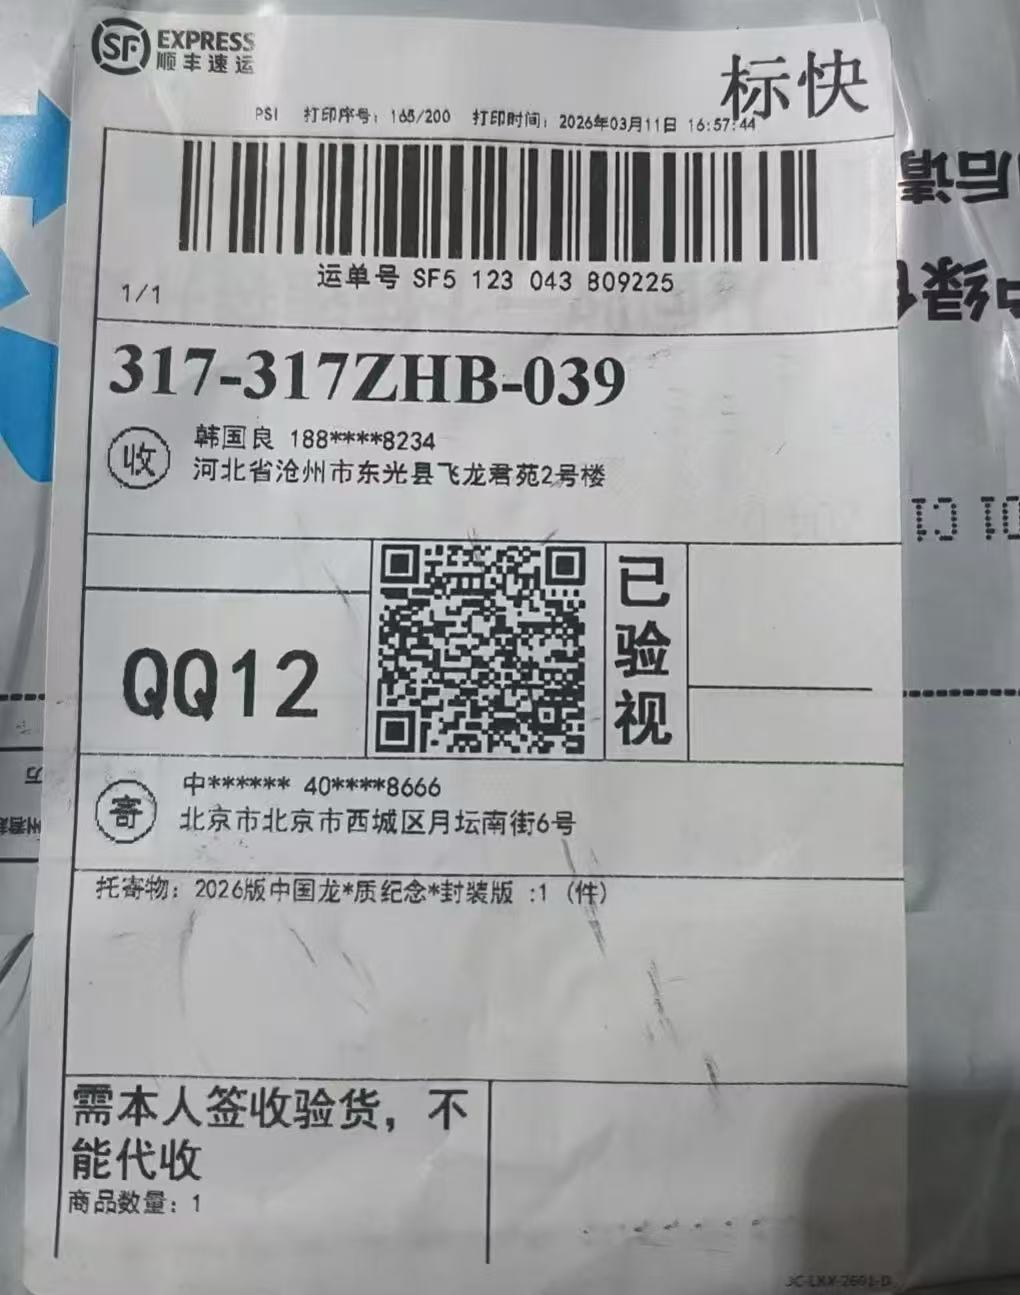 SF EXPRESS
顺丰速运
标快
PSI 打印序号: 165/200 打印时间: 2026年03月11日 16:57:44
运单号 SF5 123 043 809225
1/1
317-317ZHB-039
收
韩国良 188****8234
河北省沧州市东光县飞龙君苑2号楼
QQ12
已验视
寄
中****** 40****8666
北京市北京市西城区月坛南街6号
托寄物: 2026版中国龙*质纪念*封装版 :1 (件)
需本人签收验货, 不
能代收
商品数量: 1
后请